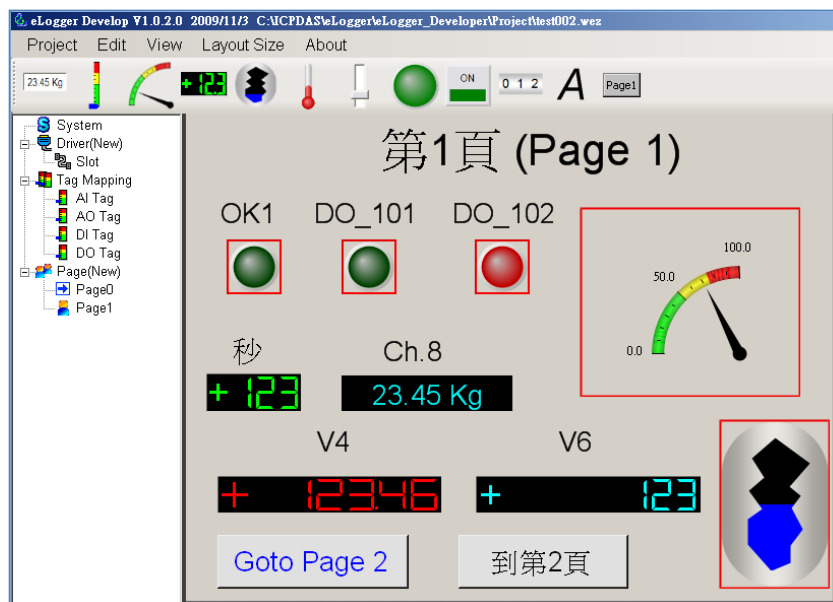 eLogger Develop V1.0.2.0 2009/11/3 C:\ICPDAS\eLogger\eLogger_Developer\Project\test002.wez
Project Edit View Layout Size About
23.45 Kg +12.3 ON 0 1 2 A Page1
System
Driver(New)
Slot
Tag Mapping
AI Tag
AO Tag
DI Tag
DO Tag
Page(New)
Page0
Page1
第1頁 (Page 1)
OK1 DO_101 DO_102
100.0
50.0
0.0
秒 Ch.8
+123 23.45 Kg
V4 V6
+ 123.46 + 123
Goto Page 2 到第2頁